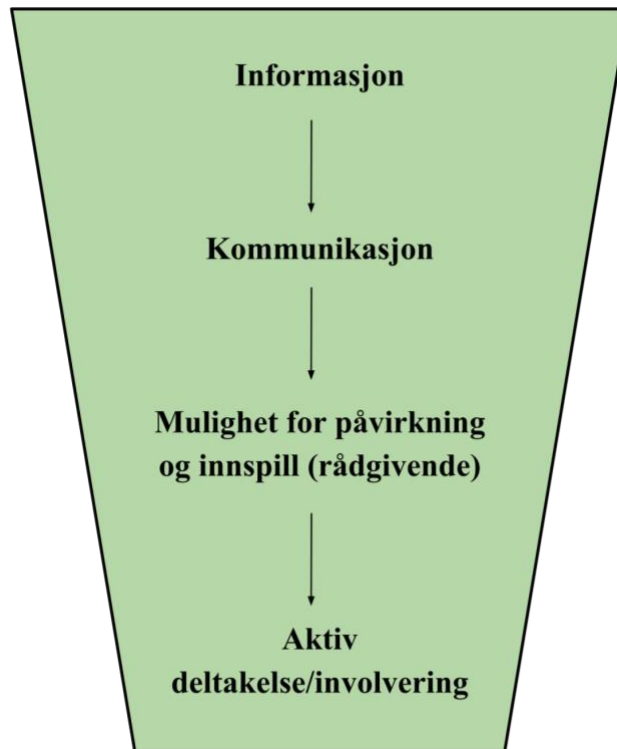 Informasjon
Kommunikasjon
Mulighet for påvirkning
og innspill (rådgivende)
Aktiv
deltakelse/involvering